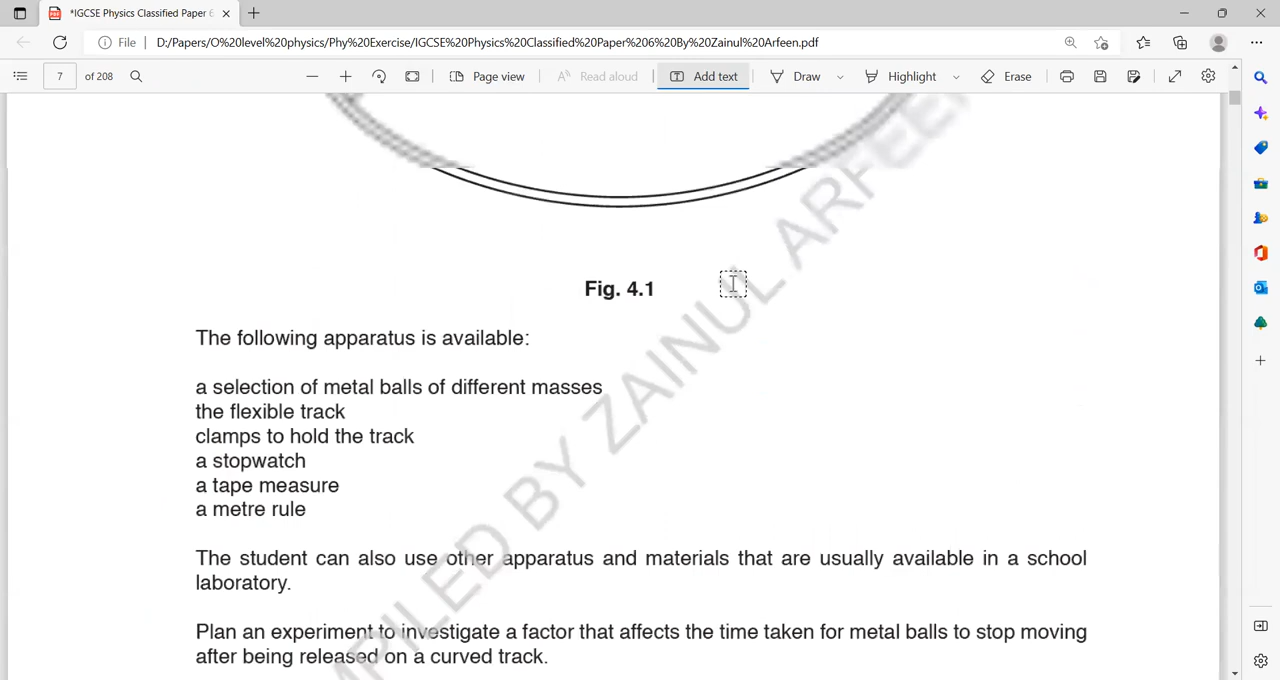 *IGCSE Physics Classified Paper 6
File D:/Papers/O%20level%20physics/Phy%20Exercise/IGCSE%20Physics%20Classified%20Paper%206%20By%20Zainul%20Arfeen.pdf
7 of 208 Page view Read aloud Add text Draw Highlight Erase
Fig. 4.1
The following apparatus is available:
a selection of metal balls of different masses
the flexible track
clamps to hold the track
a stopwatch
a tape measure
a metre rule
The student can also use other apparatus and materials that are usually available in a school
laboratory.
Plan an experiment to investigate a factor that affects the time taken for metal balls to stop moving
after being released on a curved track.
MPILED BY ZAINUL ARFEEN